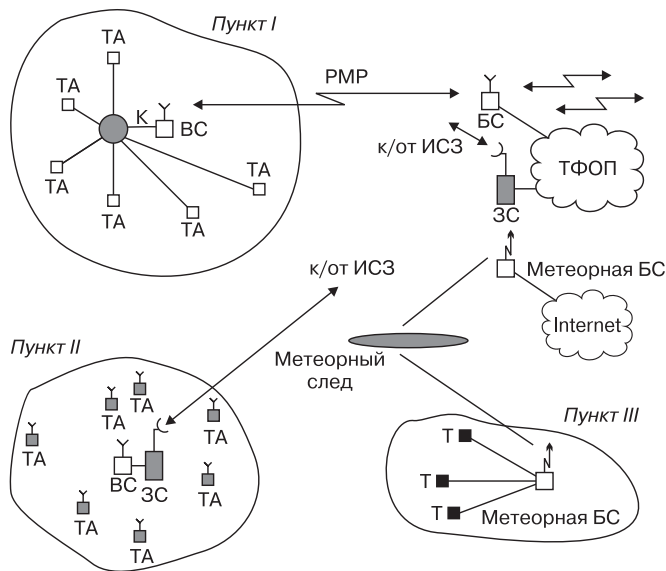 Пункт I
ТА
ТА
ТА
К
ВС
ТА
ТА
ТА
ТА
РМР
БС
к/от ИСЗ
ТФОП
ЗС
к/от ИСЗ
Метеорная БС
Internet
Метеорный
след
Пункт II
ТА
ТА
ТА
ТА
ВС
ЗС
ТА
ТА
ТА
Пункт III
Т
Т
Т
Метеорная БС